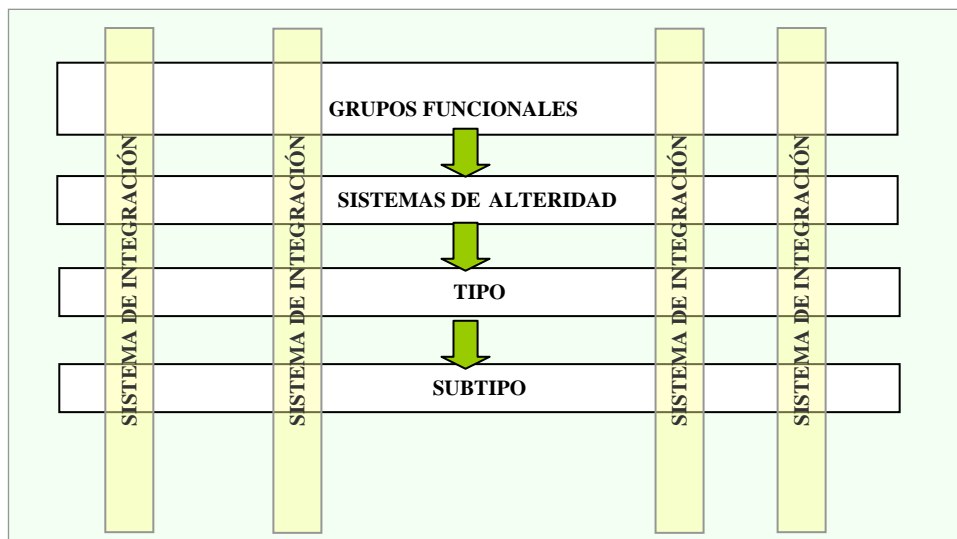 GRUPOS FUNCIONALES
SISTEMAS DE ALTERIDAD
TIPO
SUBTIPO
SISTEMA DE INTEGRACIÓN
SISTEMA DE INTEGRACIÓN
SISTEMA DE INTEGRACIÓN
SISTEMA DE INTEGRACIÓN